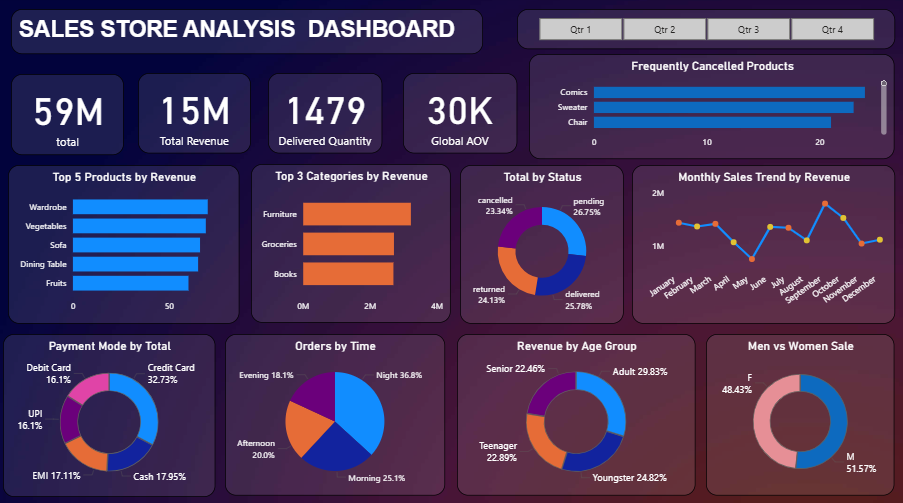 SALES STORE ANALYSIS DASHBOARD
Qtr 1
Qtr 2
Qtr 3
Qtr 4
59M
total
15M
Total Revenue
1479
Delivered Quantity
30K
Global AOV
Frequently Cancelled Products
Comics
Sweater
Chair
0
10
20
Top 5 Products by Revenue
Wardrobe
Vegetables
Sofa
Dining Table
Fruits
0
50
Top 3 Categories by Revenue
Furniture
Groceries
Books
0M
2M
4M
Total by Status
cancelled
23.34%
pending
26.75%
returned
24.13%
delivered
25.78%
Monthly Sales Trend by Revenue
2M
1M
January
February
March
April
May
June
July
August
September
October
November
December
Payment Mode by Total
Debit Card
16.1%
Credit Card
32.73%
UPI
16.1%
EMI 17.11%
Cash 17.95%
Orders by Time
Evening 18.1%
Night 36.8%
Afternoon
20.0%
Morning 25.1%
Revenue by Age Group
Senior 22.46%
Adult 29.83%
Teenager
22.89%
Youngster 24.82%
Men vs Women Sale
F
48.43%
M
51.57%